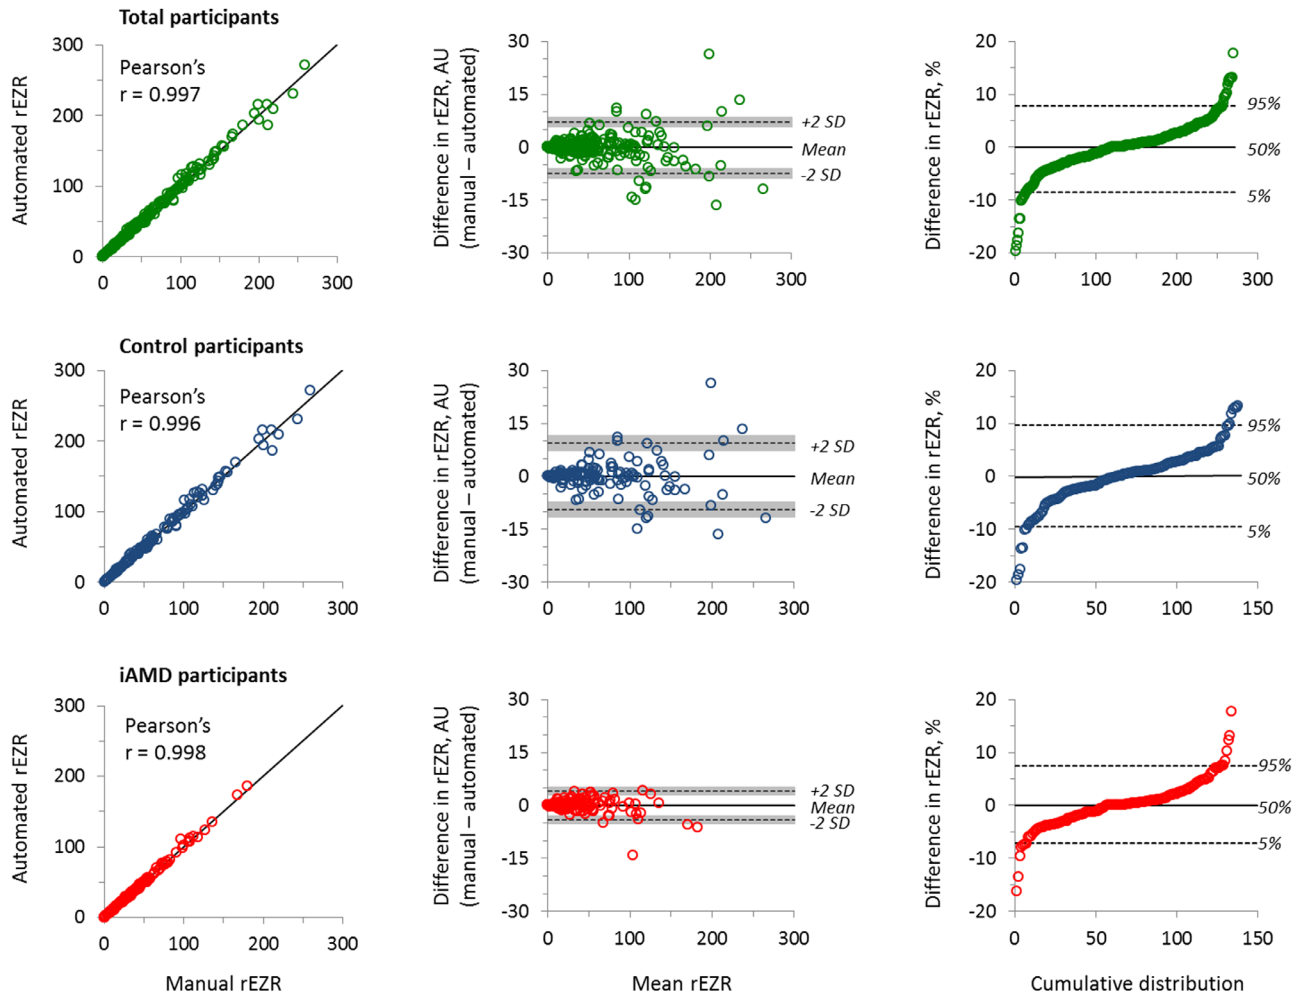 Total participants
Automated rEZR
300
200
100
0
0
100
200
300
Pearson's
r = 0.997
Difference in rEZR, AU
(manual – automated)
30
15
0
-15
-30
0
100
200
300
+2 SD
Mean
-2 SD
Difference in rEZR, %
20
10
0
-10
20
0
100
200
300
95%
50%
5%
Control participants
Automated rEZR
300
200
100
0
0
100
200
300
Pearson's
r = 0.996
Difference in rEZR, AU
(manual – automated)
30
15
0
-15
-30
0
100
200
300
+2 SD
Mean
-2 SD
Difference in rEZR, %
20
10
0
-10
-20
0
50
100
150
95%
50%
5%
iAMD participants
Automated rEZR
300
200
100
0
0
100
200
300
Pearson's
r = 0.998
Manual rEZR
Difference in rEZR, AU
(manual – automated)
30
15
0
-15
-30
0
100
200
300
+2 SD
Mean
-2 SD
Mean rEZR
Difference in rEZR, %
20
10
0
-10
-20
0
50
100
150
95%
50%
5%
Cumulative distribution